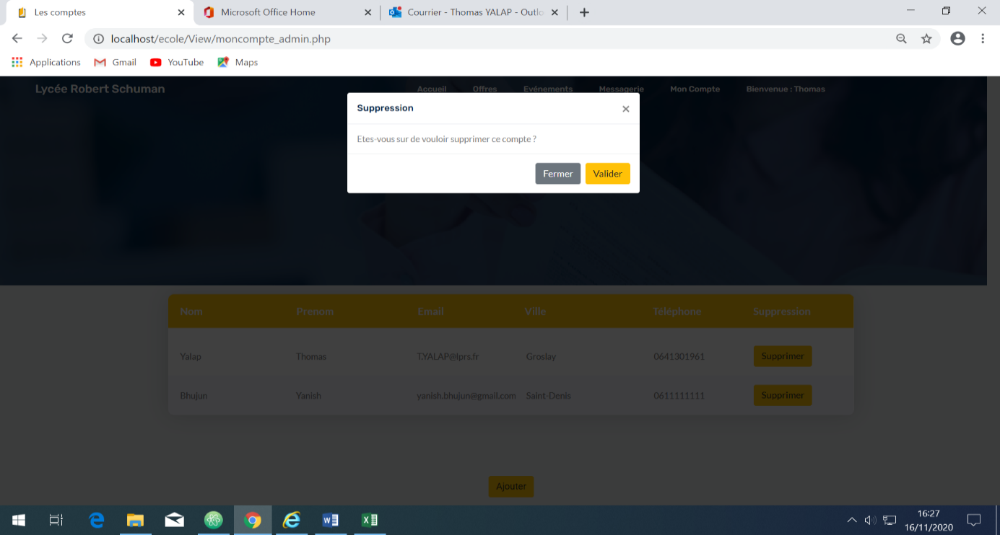 Les comptes
Microsoft Office Home
Courrier - Thomas YALAP - Outlo
localhost/ecole/View/moncompte_admin.php
Applications Gmail YouTube Maps
Lycée Robert Schuman Accueil Offres Evénements Messagerie Mon Compte Bienvenue : Thomas
Suppression
Etes-vous sur de vouloir supprimer ce compte ?
Fermer Valider
Nom Prenom Email Ville Téléphone Suppression
Yalap Thomas T.YALAP@lprs.fr Groslay 0641301961 Supprimer
Bhujun Yanish yanish.bhujun@gmail.com Saint-Denis 0611111111 Supprimer
Ajouter
16:27
16/11/2020